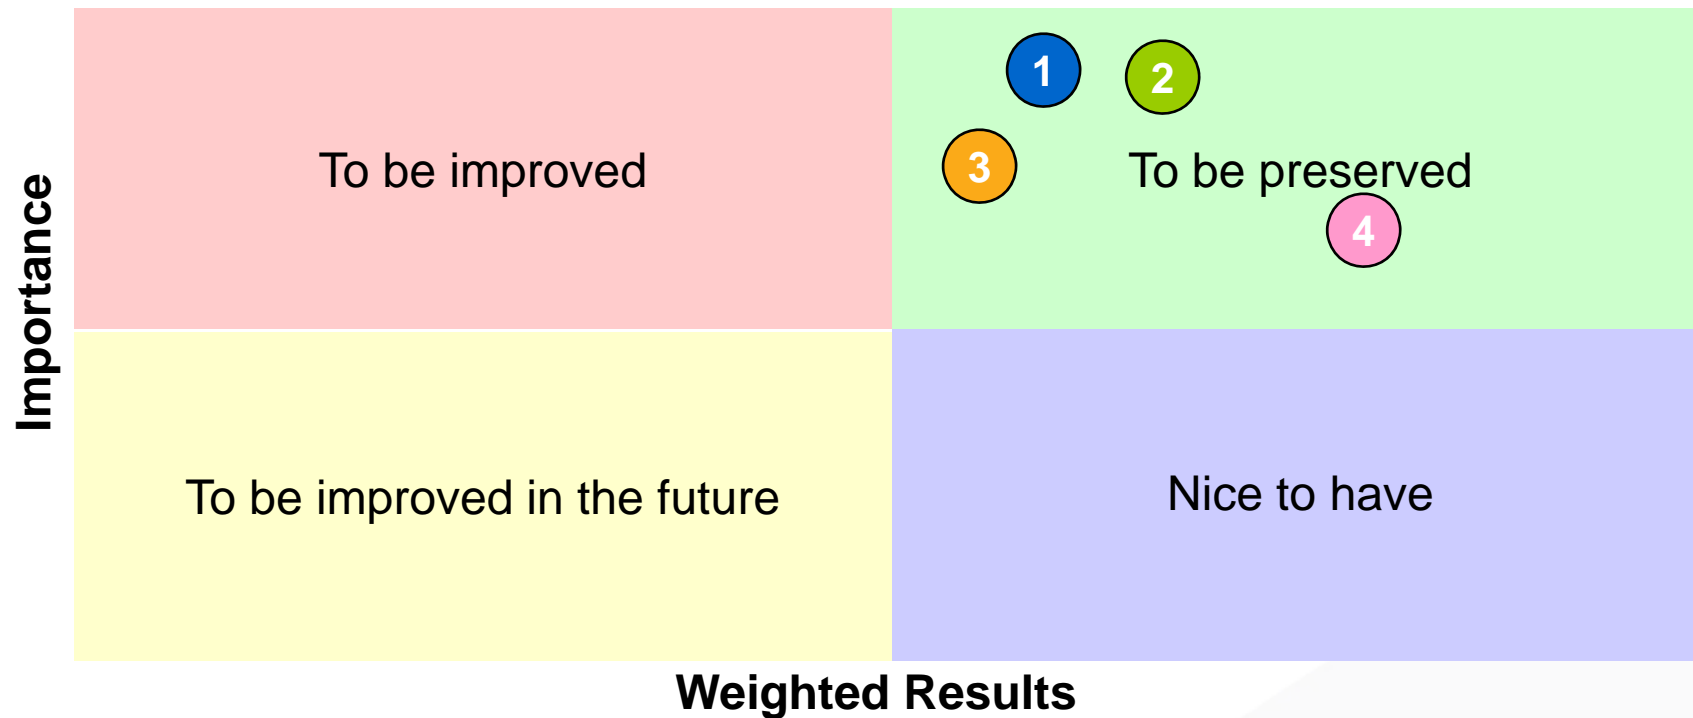 1
2
3
To be improved
To be preserved
4
Importance
To be improved in the future
Nice to have
Weighted Results